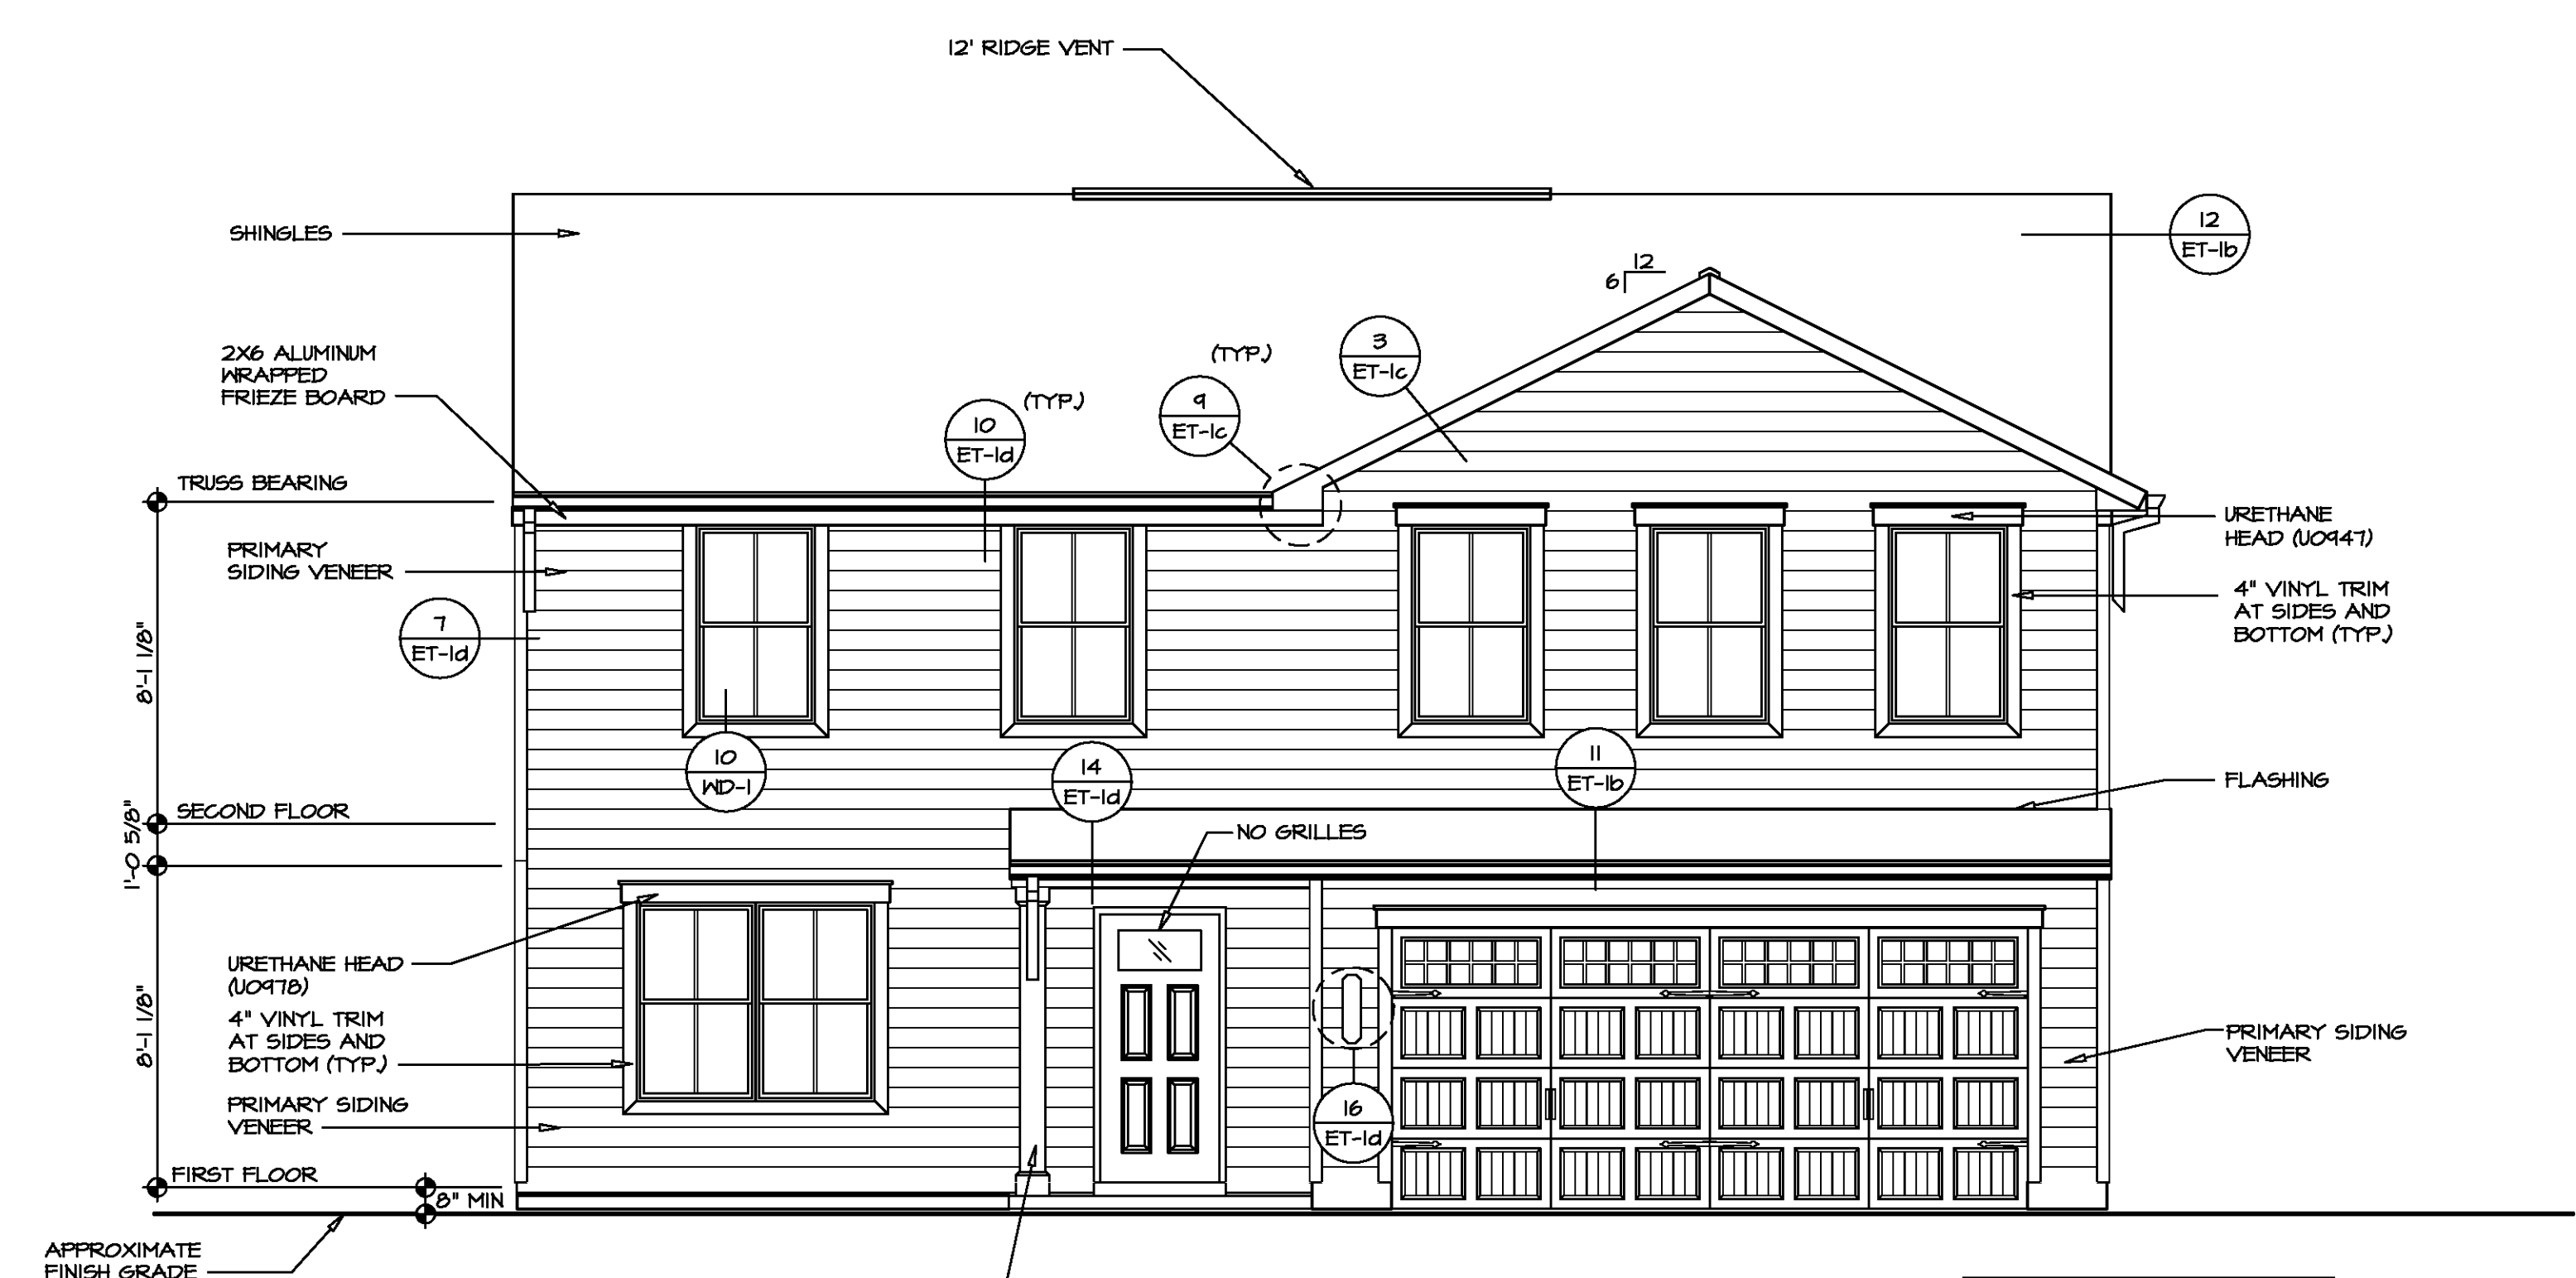 12' RIDGE VENT
SHINGLES
12
ET-1b
12
6
2X6 ALUMINUM
WRAPPED
FRIEZE BOARD
(TYP.)
3
ET-1c
9
ET-1c
(TYP.)
10
ET-1d
TRUSS BEARING
URETHANE
HEAD (U0947)
PRIMARY
SIDING VENEER
4" VINYL TRIM
AT SIDES AND
BOTTOM (TYP.)
7
ET-1d
8'-1 1/8"
10
WD-1
14
ET-1d
11
ET-1b
FLASHING
SECOND FLOOR
1'-0 5/8"
NO GRILLES
URETHANE HEAD
(U0978)
4" VINYL TRIM
AT SIDES AND
BOTTOM (TYP.)
8'-1 1/8"
PRIMARY SIDING
VENEER
PRIMARY SIDING
VENEER
16
ET-1d
FIRST FLOOR
8" MIN
APPROXIMATE
FINISH GRADE